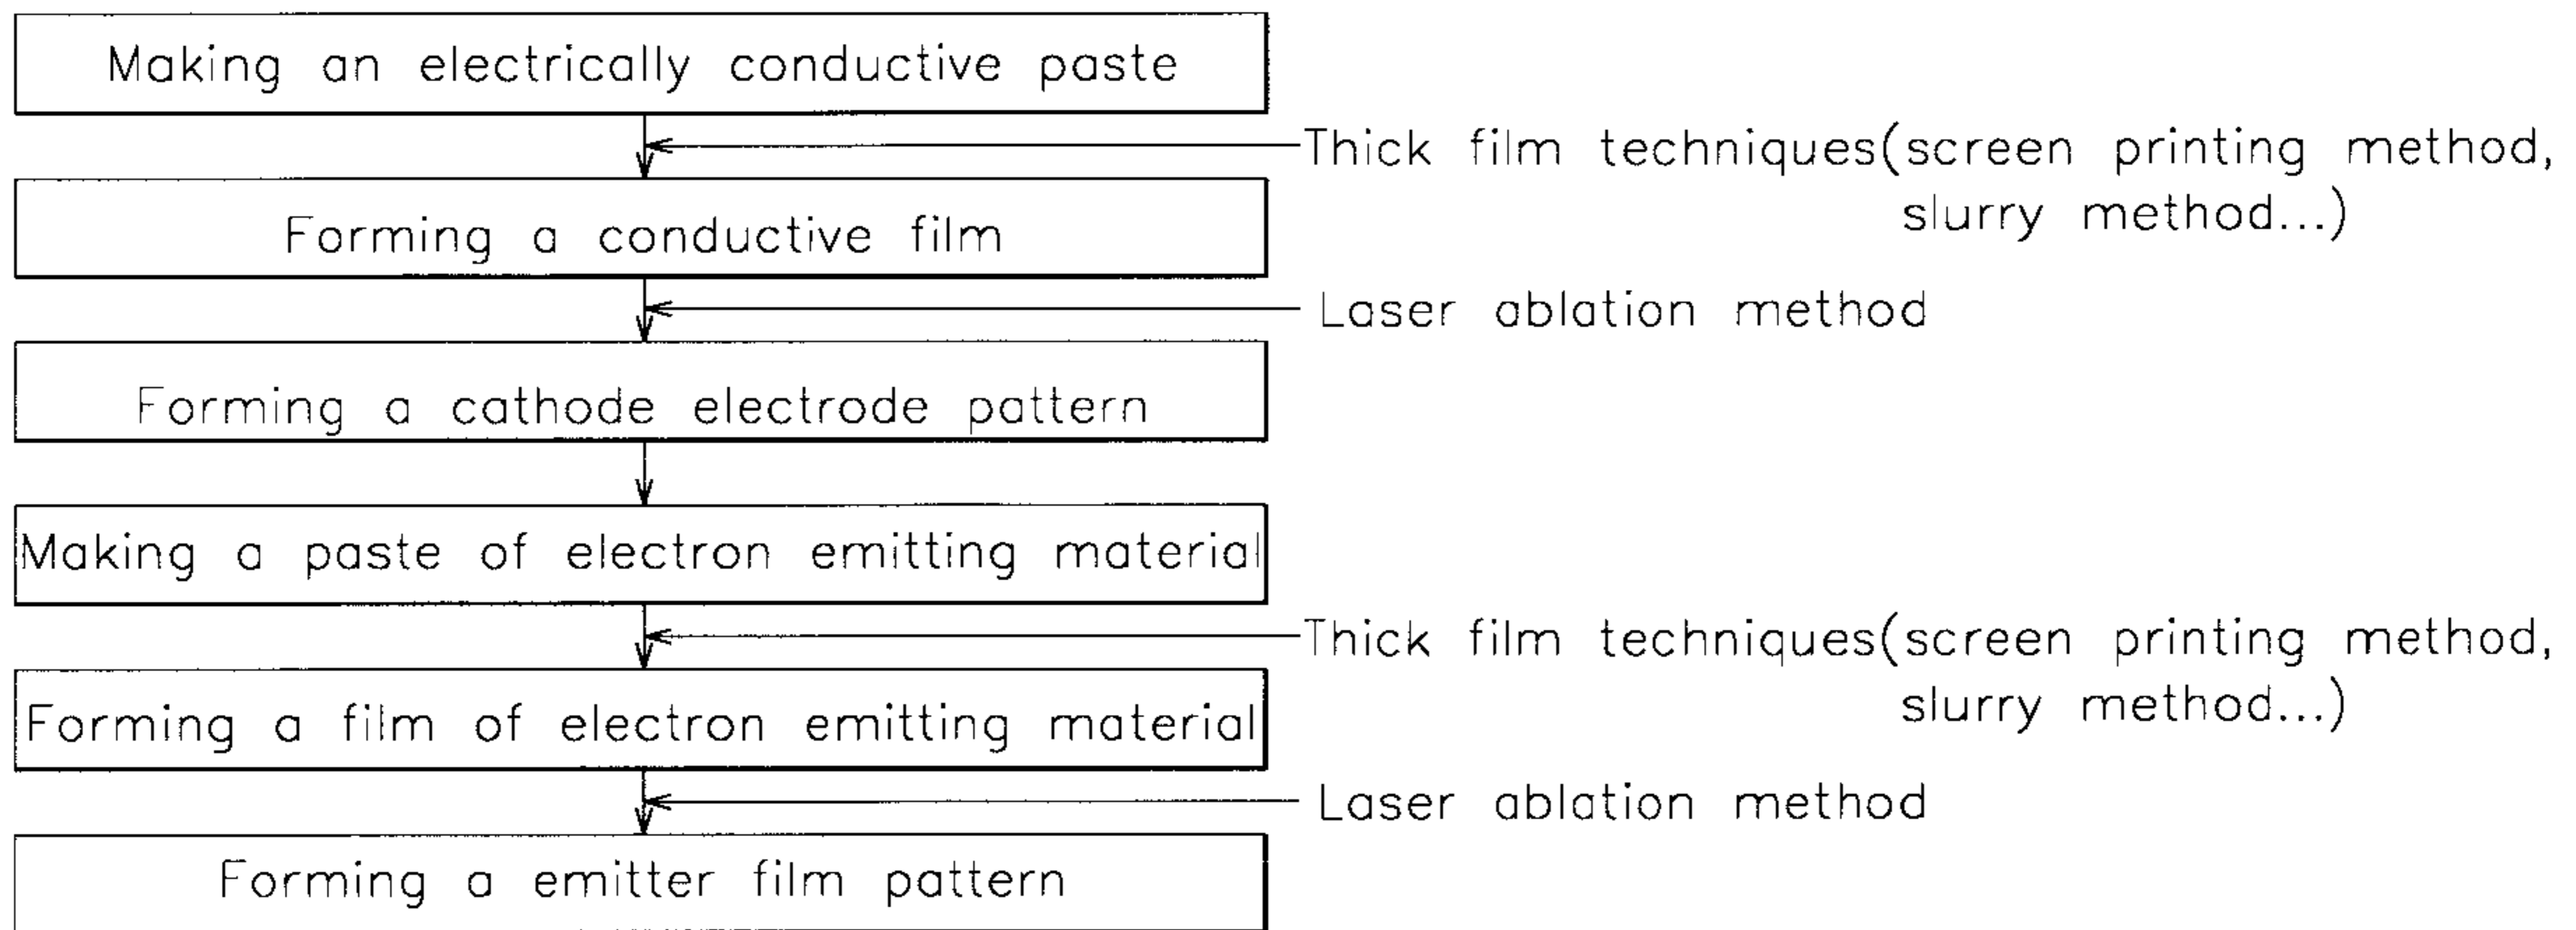 Making an electrically conductive paste
Thick film techniques(screen printing method,
slurry method...)
Forming a conductive film
Laser ablation method
Forming a cathode electrode pattern
Making a paste of electron emitting material
Thick film techniques(screen printing method,
slurry method...)
Forming a film of electron emitting material
Laser ablation method
Forming a emitter film pattern